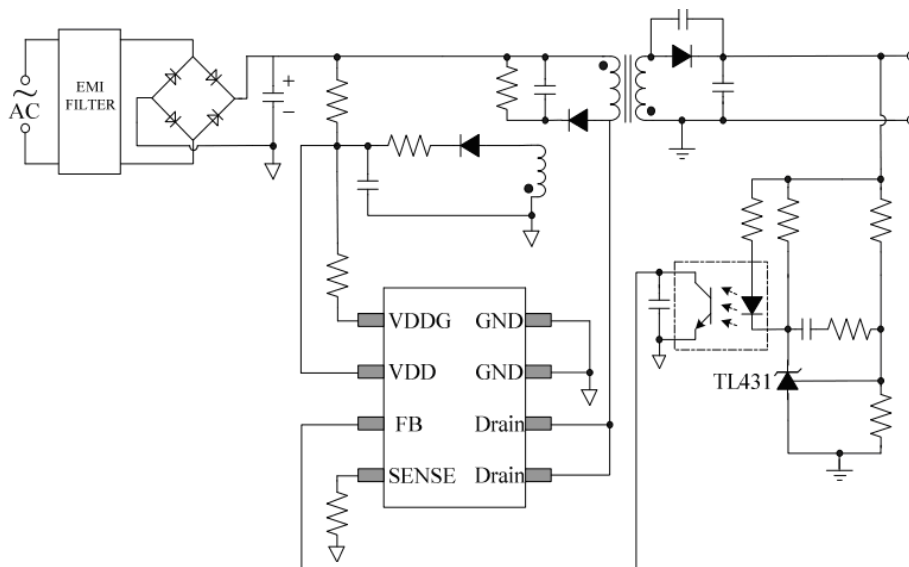 EMI
FILTER
~
AC
+
−
VDDG
GND
VDD
GND
FB
Drain
SENSE
Drain
TL431